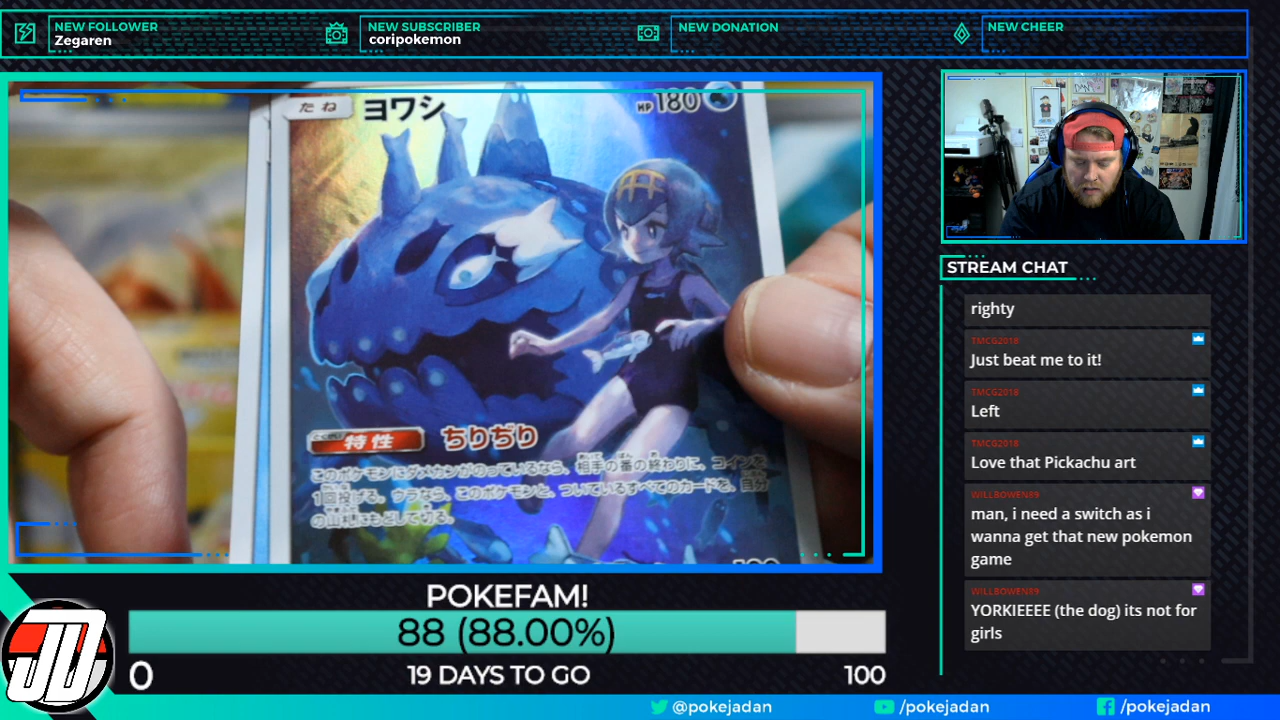 NEW FOLLOWER
Zegaren
NEW SUBSCRIBER
coripokemon
NEW DONATION
NEW CHEER
たね ヨワシ HP180
特性 ちりぢり
このポケモンにダメカンがのっているなら、相手の番の終わりに、コインを
1回投げる。ウラなら、このポケモンと、ついているすべてのカードを、自分
の山札にもどして切る。
STREAM CHAT
righty
TMCG2018
Just beat me to it!
TMCG2018
Left
TMCG2018
Love that Pickachu art
WILLBOWEN89
man, i need a switch as i
wanna get that new pokemon
game
WILLBOWEN89
YORKIEEEE (the dog) its not for
girls
POKEFAM!
88 (88.00%)
0
19 DAYS TO GO
100
JD
@pokejadan
/pokejadan
/pokejadan